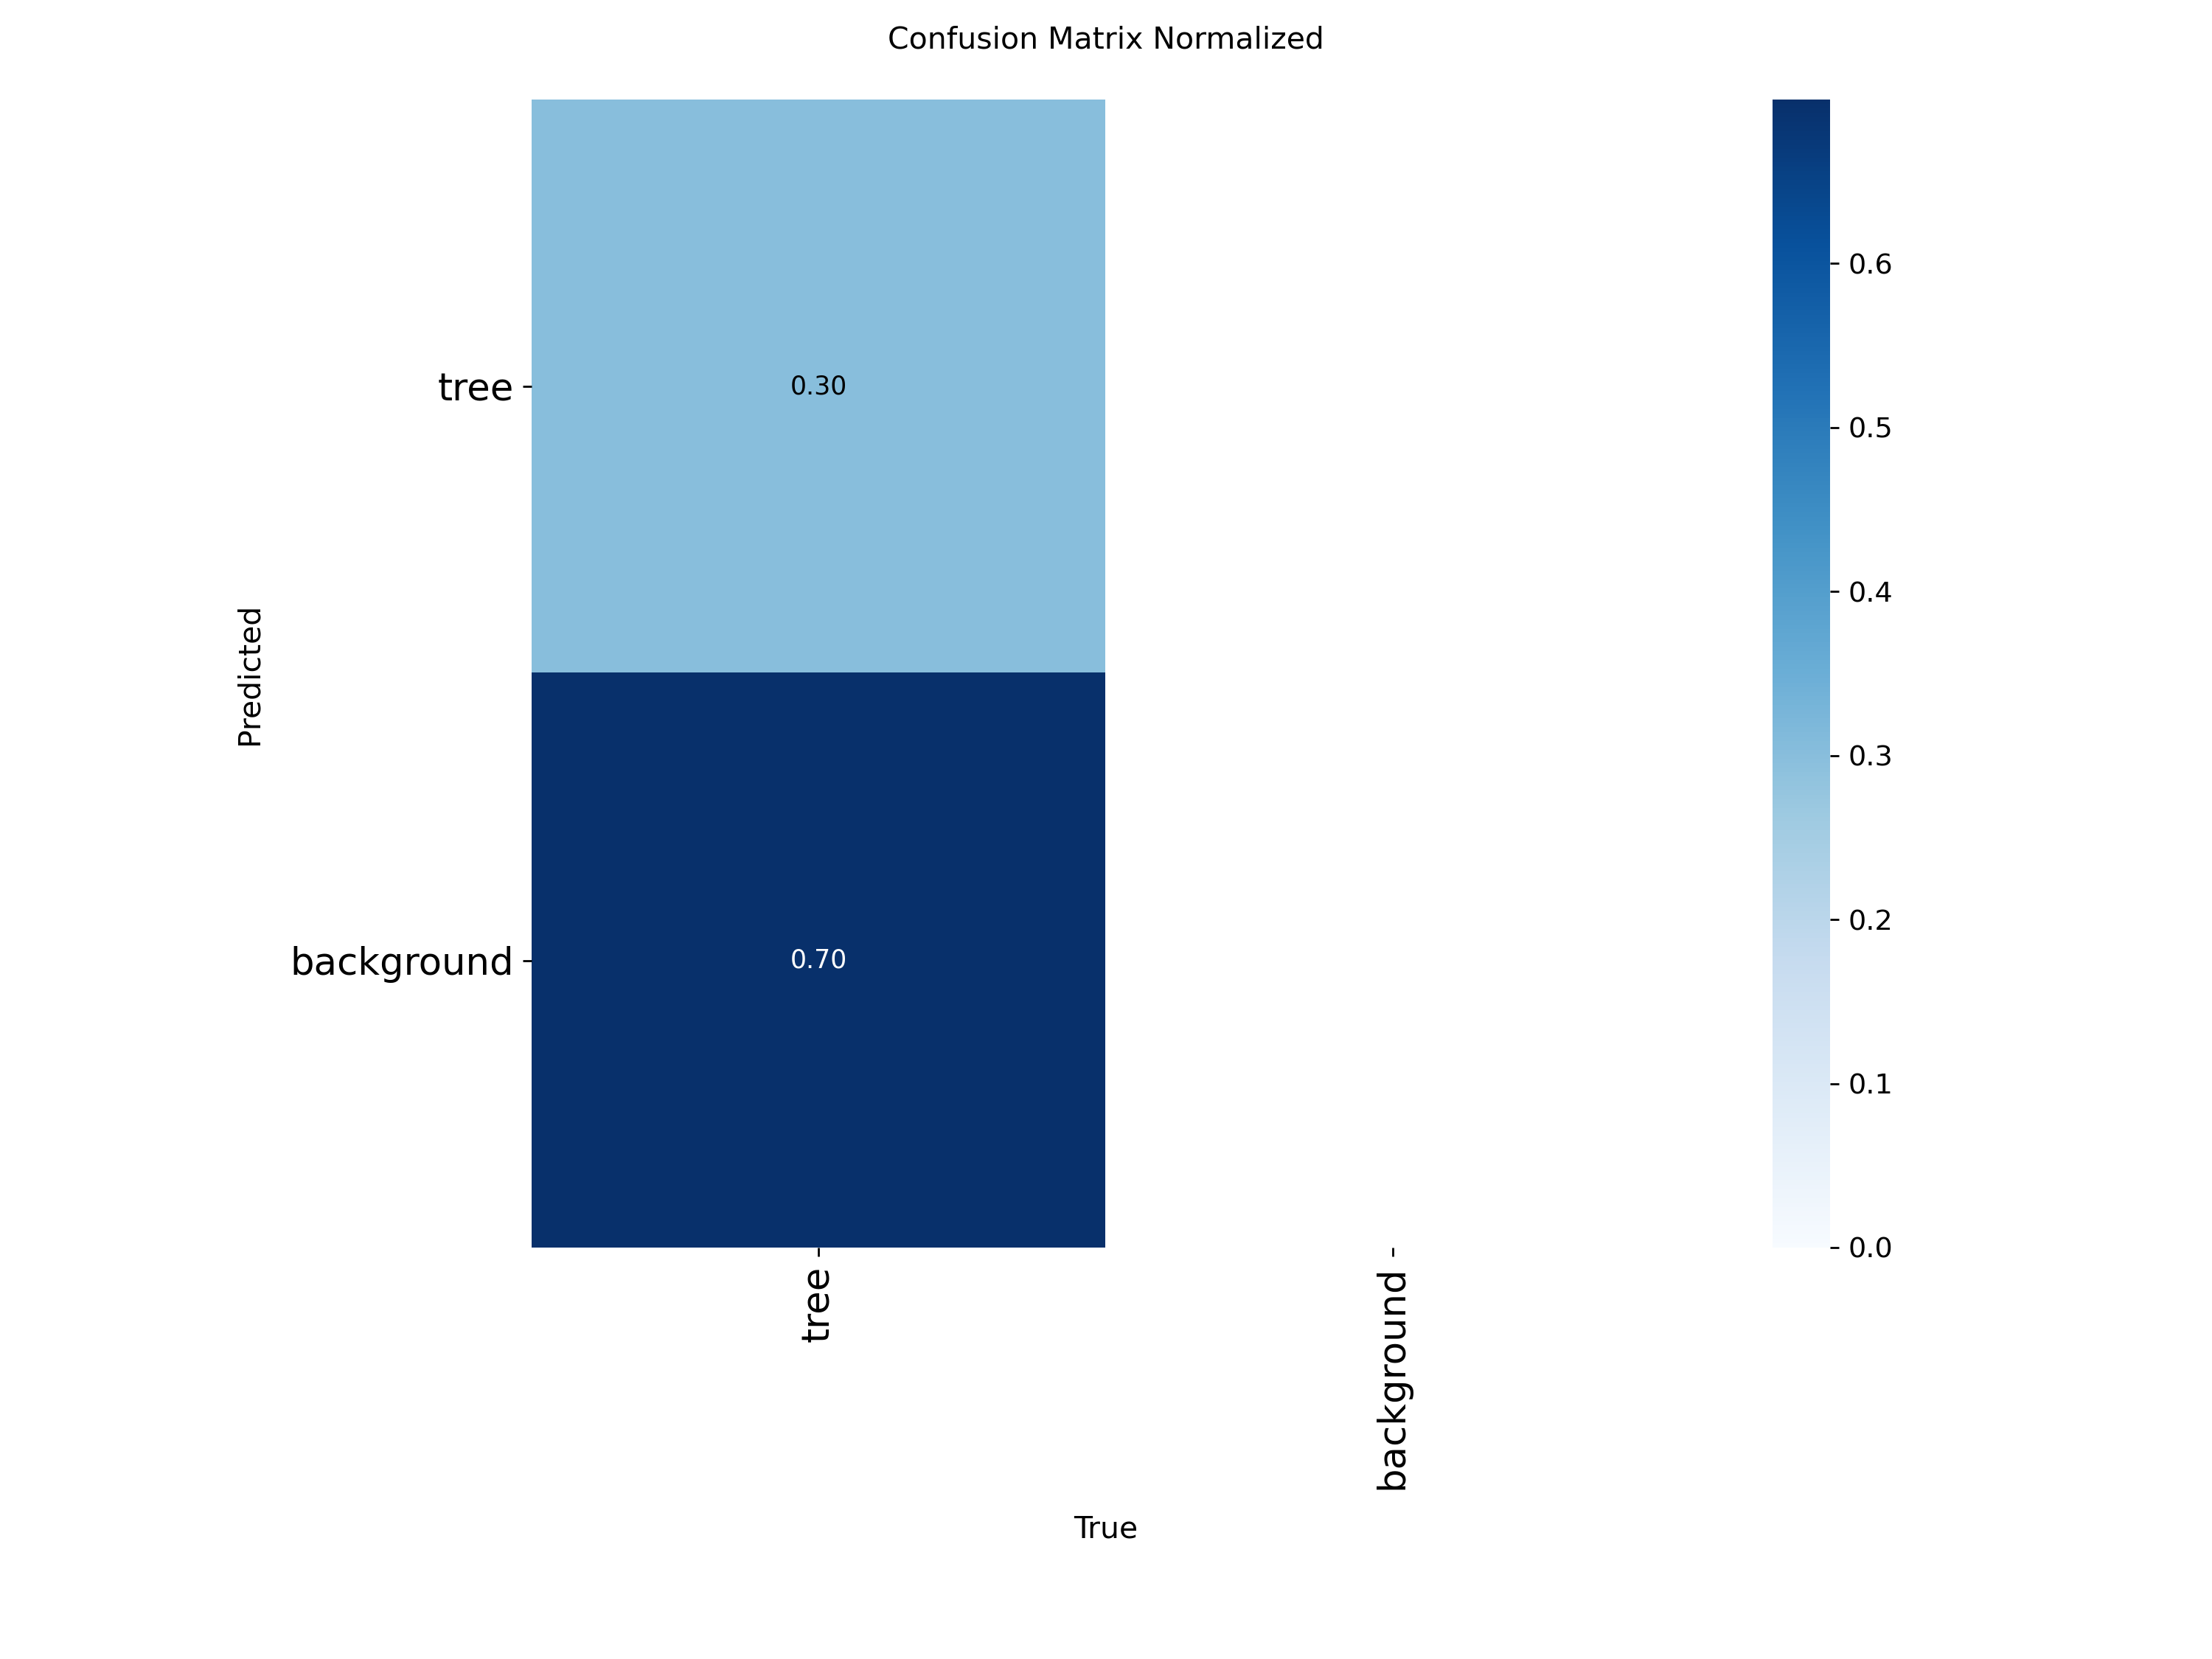 Confusion Matrix Normalized
tree
0.30
background
0.70
Predicted
tree
background
True
0.6
0.5
0.4
0.3
0.2
0.1
0.0